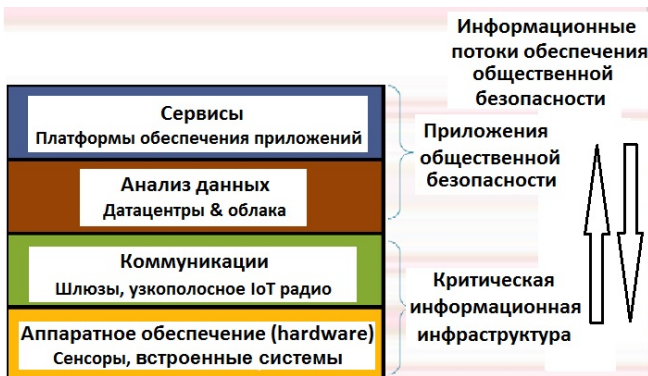 Информационные
потоки обеспечения
общественной
безопасности
Сервисы
Платформы обеспечения приложений
Приложения
общественной
безопасности
Анализ данных
Датацентры & облака
Коммуникации
Шлюзы, узкополосное IoT радио
Критическая
информационная
инфраструктура
Аппаратное обеспечение (hardware)
Сенсоры, встроенные системы